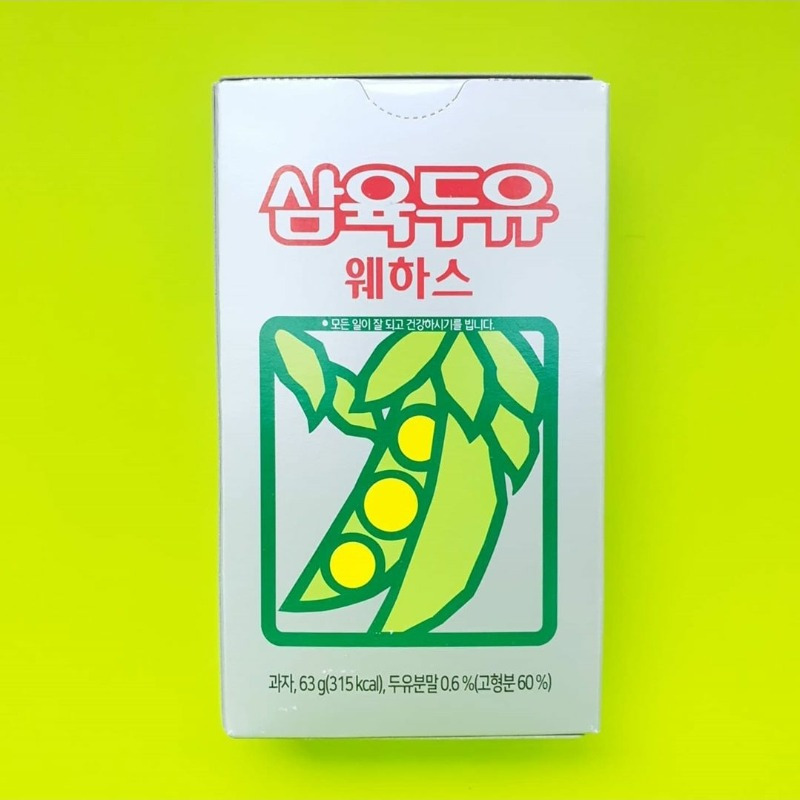 삼육두유
웨하스
• 모든 일이 잘 되고 건강하시기를 빕니다.
과자, 63 g(315 kcal), 두유분말 0.6 %(고형분 60 %)